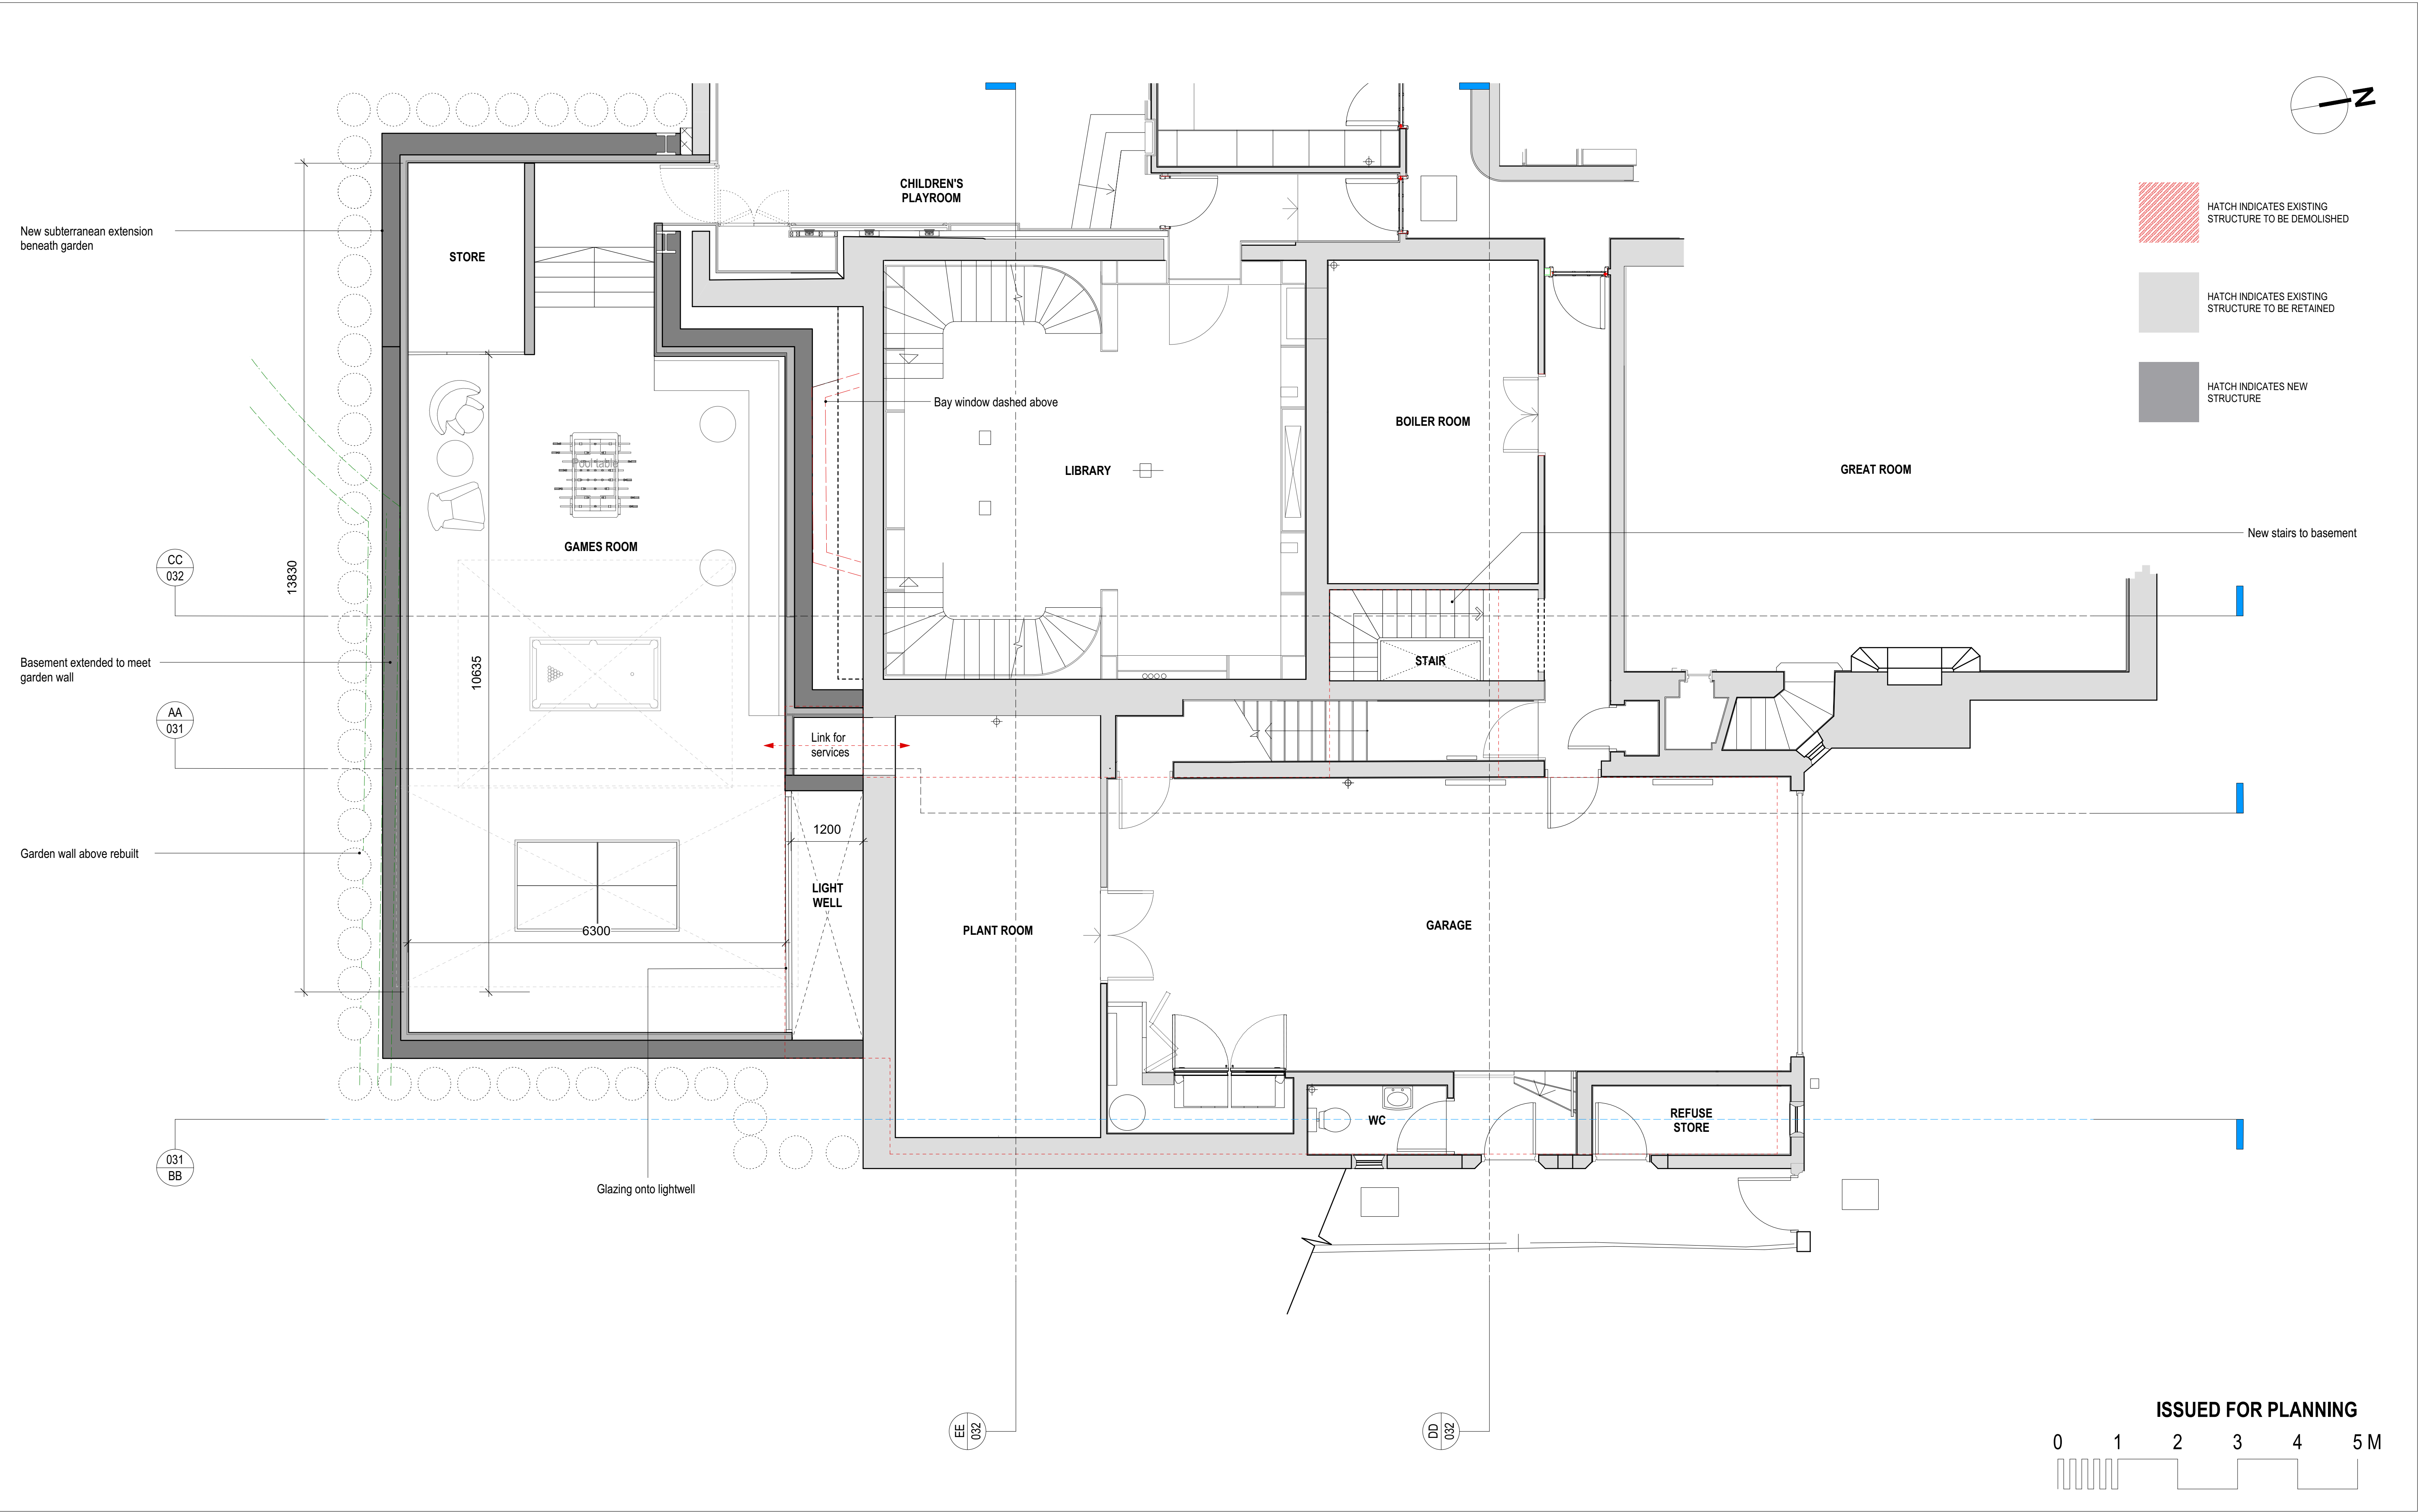 N
CHILDREN'S
PLAYROOM
HATCH INDICATES EXISTING
STRUCTURE TO BE DEMOLISHED
New subterranean extension
beneath garden
STORE
HATCH INDICATES EXISTING
STRUCTURE TO BE RETAINED
HATCH INDICATES NEW
STRUCTURE
Bay window dashed above
BOILER ROOM
Pool table
LIBRARY
GREAT ROOM
New stairs to basement
GAMES ROOM
CC
032
13830
Basement extended to meet
garden wall
10635
STAIR
AA
031
Link for
services
1200
Garden wall above rebuilt
LIGHT
WELL
6300
PLANT ROOM
GARAGE
WC
REFUSE
STORE
031
BB
Glazing onto lightwell
EE
032
DD
032
ISSUED FOR PLANNING
0 1 2 3 4 5 M